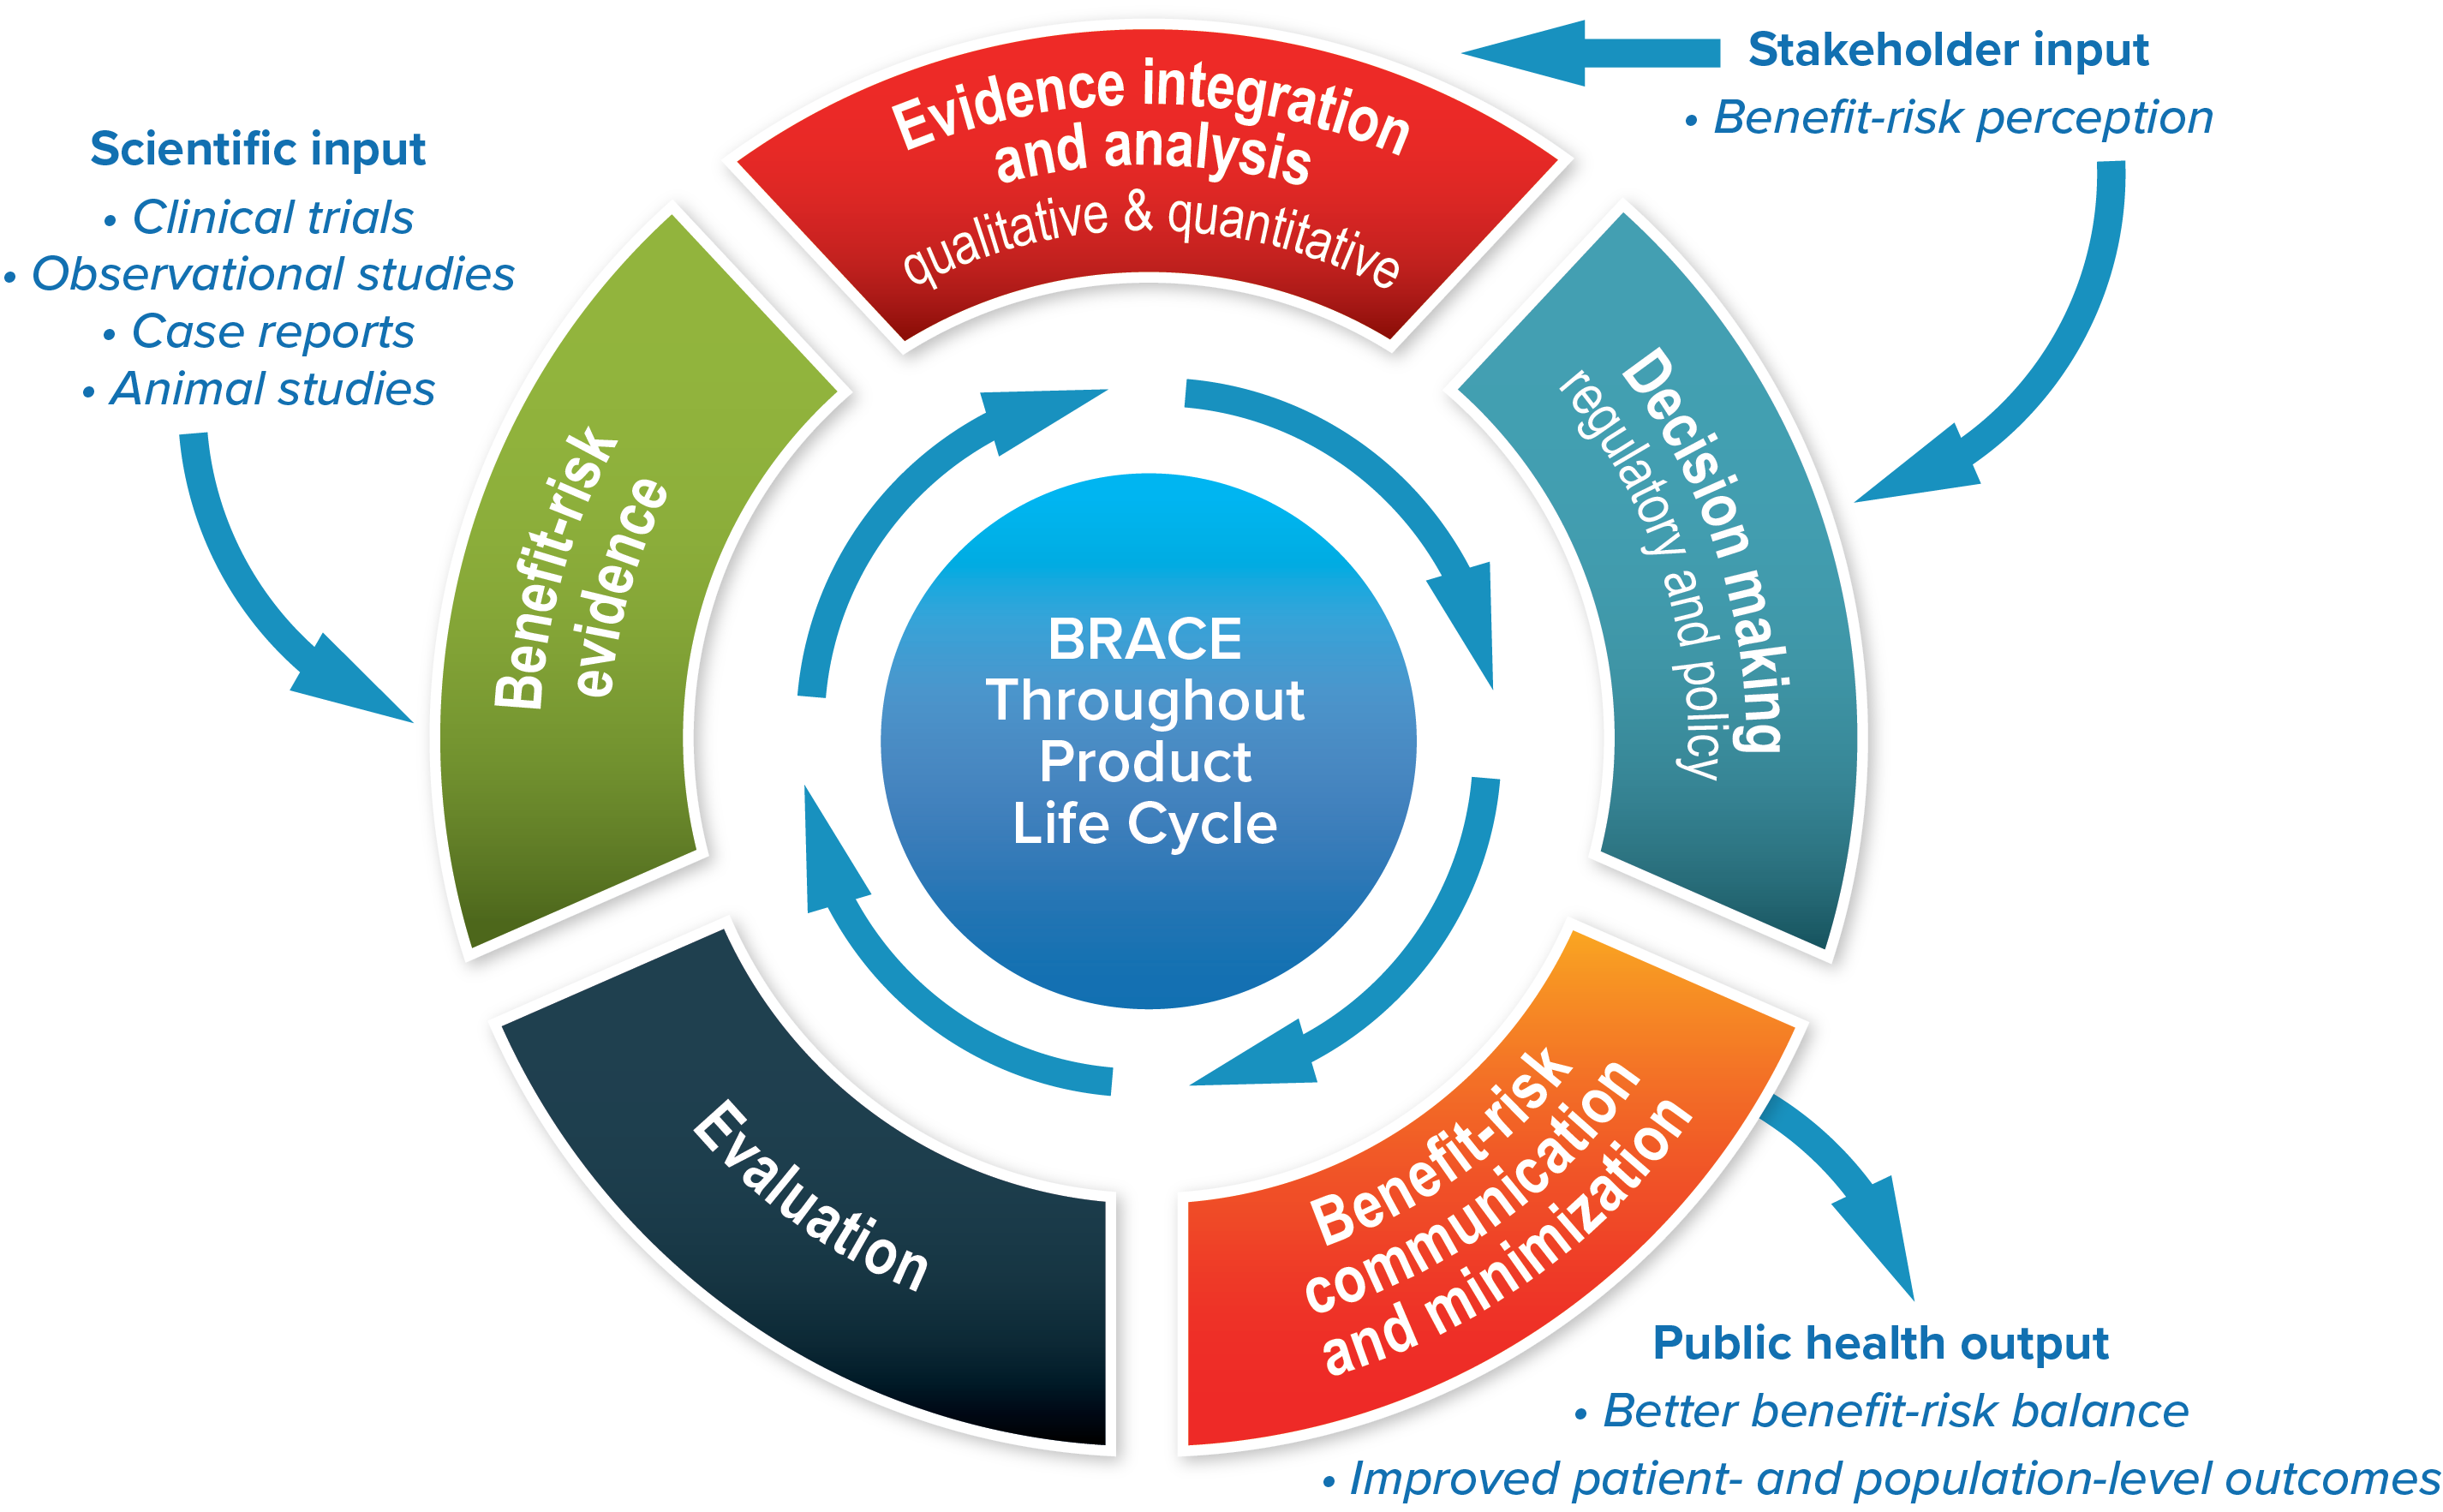 Stakeholder input
• Benefit-risk perception
Scientific input
• Clinical trials
• Observational studies
• Case reports
• Animal studies
Evidence integration
and analysis
qualitative & quantitative
Decision making
regulatory and policy
Benefit-risk
evidence
BRACE
Throughout
Product
Life Cycle
Benefit-risk
communication
and minimization
Evaluation
Public health output
• Better benefit-risk balance
• Improved patient- and population-level outcomes